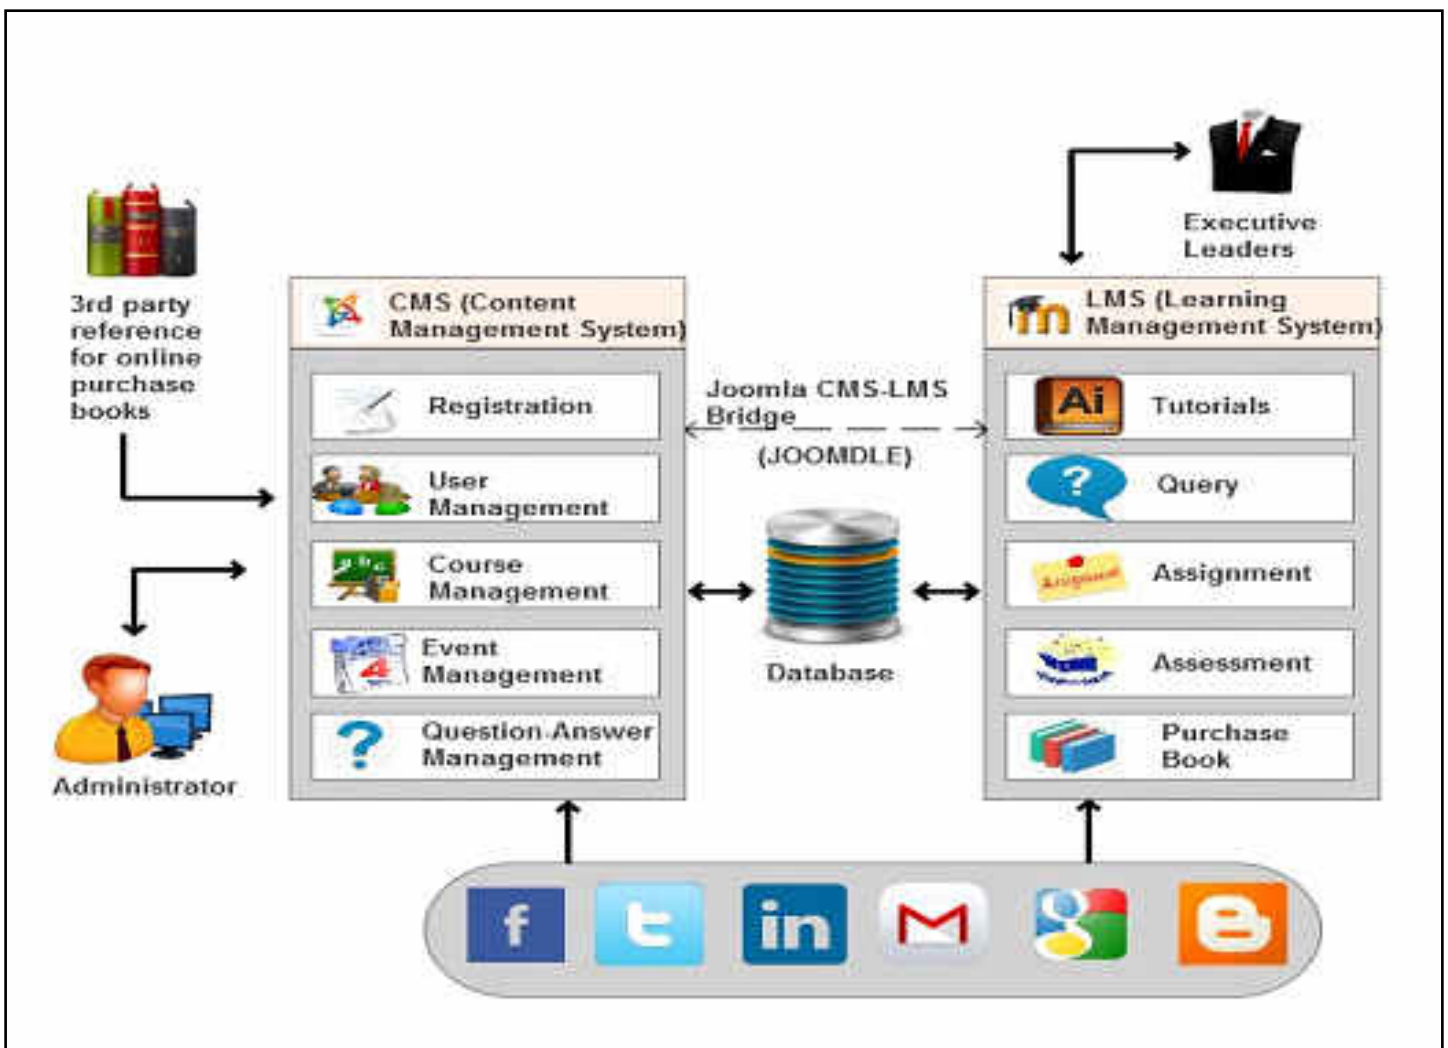 Executive
Leaders
3rd party
reference
for online
purchase
books
CMS (Content
Management System)
Registration
User
Management
Course
Management
Event
Management
Question-Answer
Management
Joomla CMS-LMS
Bridge
(JOOMDLE)
Database
LMS (Learning
Management System)
Ai
Tutorials
Query
Assignment
Assessment
Purchase
Book
Administrator
a b c
4
?
?
m
f
t
in
M
g
B